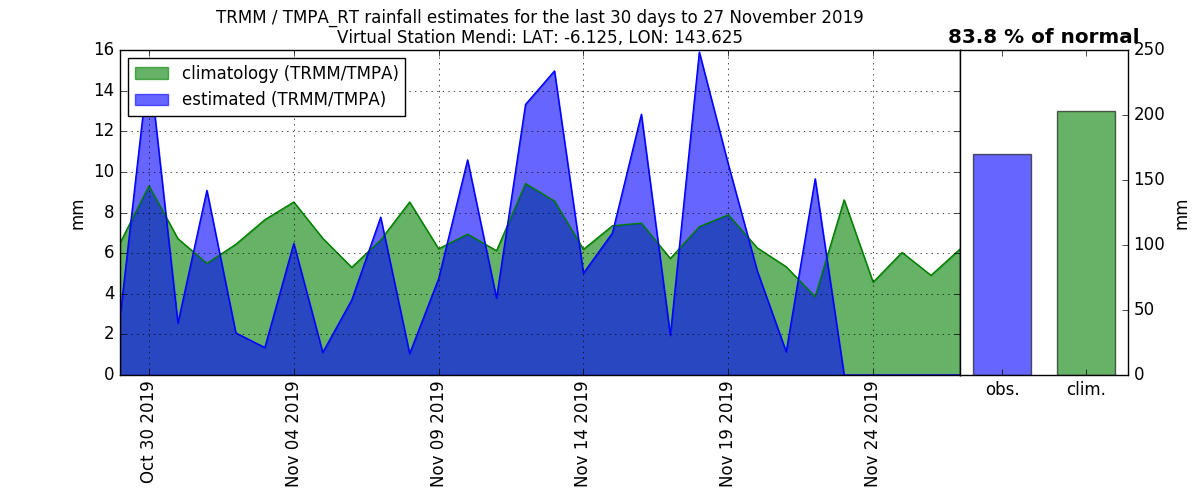 TRMM / TMPA_RT rainfall estimates for the last 30 days to 27 November 2019
Virtual Station Mendi: LAT: -6.125, LON: 143.625
83.8 % of normal
climatology (TRMM/TMPA)
estimated (TRMM/TMPA)
mm
16
14
12
10
8
6
4
2
0
Oct 30 2019
Nov 04 2019
Nov 09 2019
Nov 14 2019
Nov 19 2019
Nov 24 2019
obs.
clim.
250
200
150
100
50
0
mm